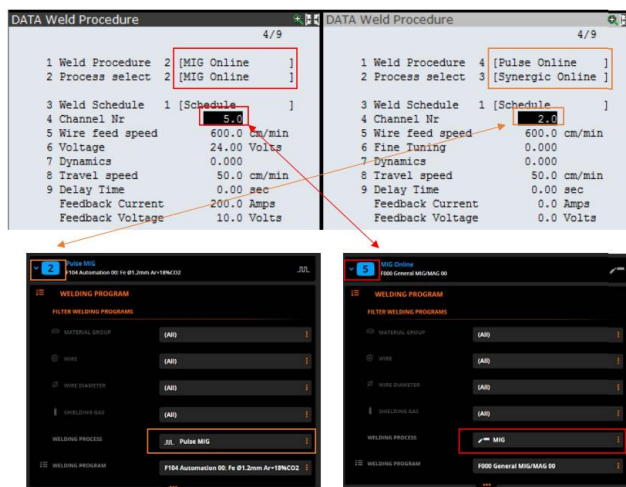 DATA Weld Procedure
4/9
1 Weld Procedure 2 [MIG Online ]
2 Process select 2 [MIG Online ]
3 Weld Schedule 1 [Schedule ]
4 Channel Nr 5.0
5 Wire feed speed 600.0 cm/min
6 Voltage 24.00 Volts
7 Dynamics 0.000
8 Travel speed 50.0 cm/min
9 Delay Time 0.00 sec
Feedback Current 200.0 Amps
Feedback Voltage 10.0 Volts
DATA Weld Procedure
4/9
1 Weld Procedure 4 [Pulse Online ]
2 Process select 3 [Synergic Online ]
3 Weld Schedule 1 [Schedule ]
4 Channel Nr 2.0
5 Wire feed speed 600.0 cm/min
6 Fine Tuning 0.000
7 Dynamics 0.000
8 Travel speed 50.0 cm/min
9 Delay Time 0.00 sec
Feedback Current 0.0 Amps
Feedback Voltage 0.0 Volts
2 Pulse MIG
F104 Automation 00: Fe Ø1.2mm Ar+18%CO2
WELDING PROGRAM
FILTER WELDING PROGRAMS
MATERIAL GROUP (All)
WIRE (All)
WIRE DIAMETER (All)
SHIELDING GAS (All)
WELDING PROCESS Pulse MIG
WELDING PROGRAM F104 Automation 00: Fe Ø1.2mm Ar+18%CO2
5 MIG Online
F000 General MIG/MAG 00
WELDING PROGRAM
FILTER WELDING PROGRAMS
MATERIAL GROUP (All)
WIRE (All)
WIRE DIAMETER (All)
SHIELDING GAS (All)
WELDING PROCESS MIG
WELDING PROGRAM F000 General MIG/MAG 00